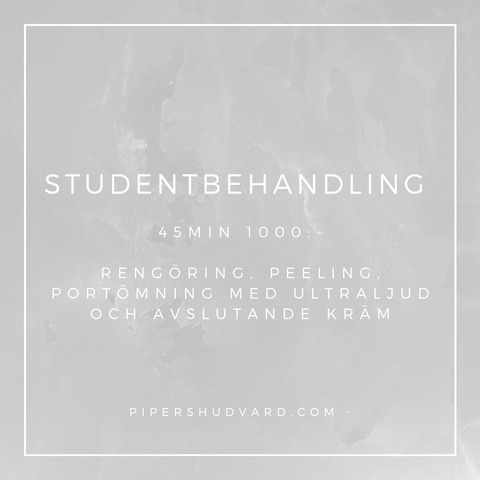 STUDENTBEHANDLING
45MIN 1000:-
RENGÖRING, PEELING,
PORTÖMNING MED ULTRALJUD
OCH AVSLUTANDE KRÄM
PIPERSHUDVARD.COM -